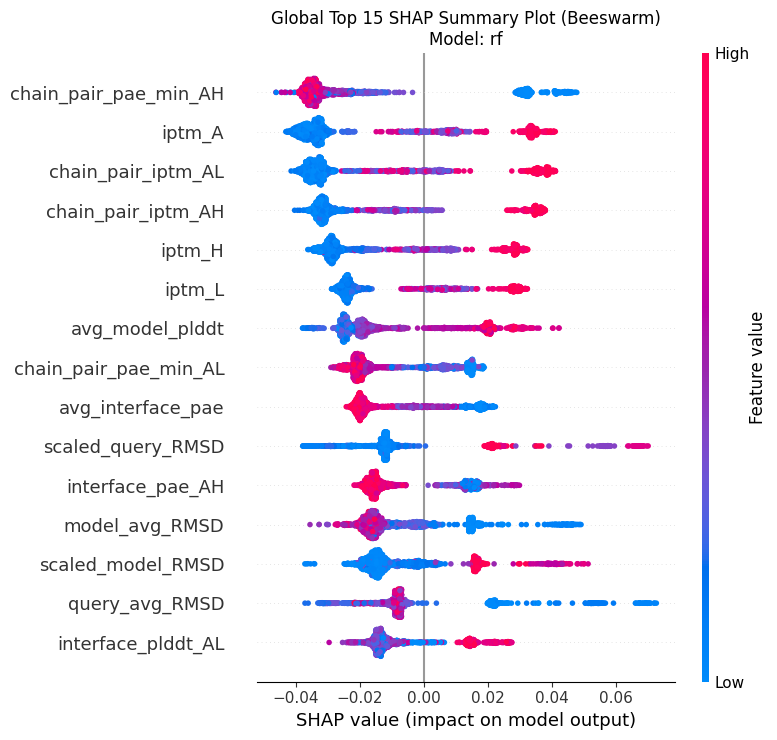 Global Top 15 SHAP Summary Plot (Beeswarm)
Model: rf
High
chain_pair_pae_min_AH
iptm_A
chain_pair_iptm_AL
chain_pair_iptm_AH
iptm_H
iptm_L
avg_model_plddt
chain_pair_pae_min_AL
avg_interface_pae
scaled_query_RMSD
interface_pae_AH
model_avg_RMSD
scaled_model_RMSD
query_avg_RMSD
interface_plddt_AL
Feature value
Low
−0.04 −0.02 0.00 0.02 0.04 0.06
SHAP value (impact on model output)